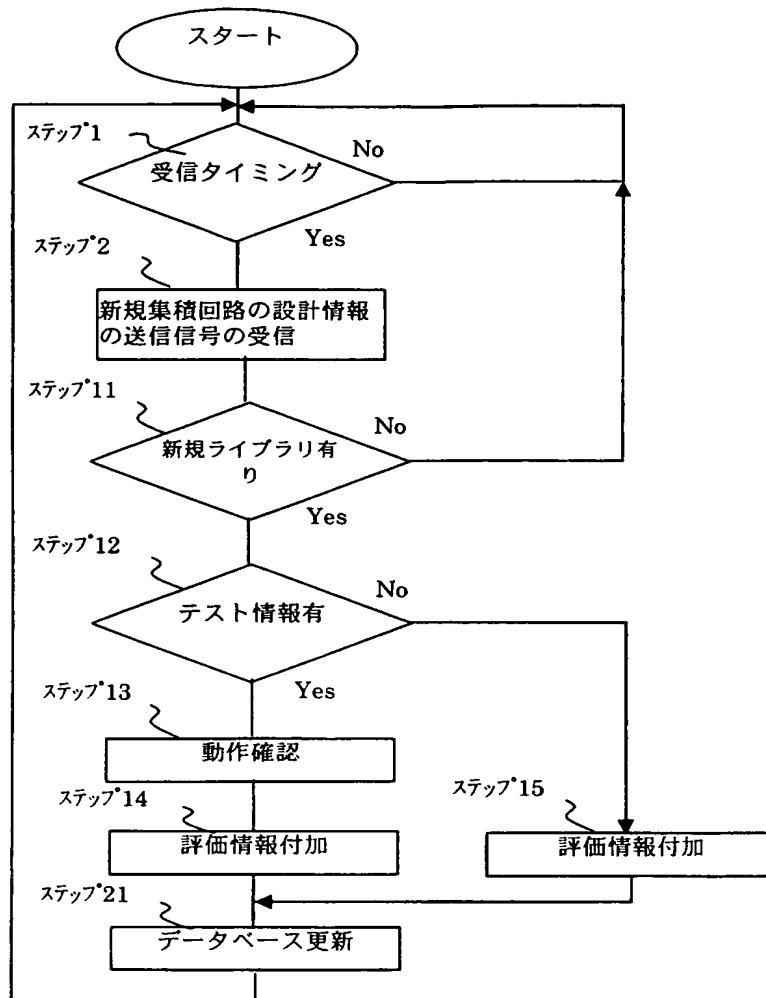 スタート
ステップ1
受信タイミング
No
Yes
ステップ2
新規集積回路の設計情報
の送信信号の受信
ステップ11
新規ライブラリ有
り
No
Yes
ステップ12
テスト情報有
No
Yes
ステップ13
動作確認
ステップ14
評価情報付加
ステップ15
評価情報付加
ステップ21
データベース更新